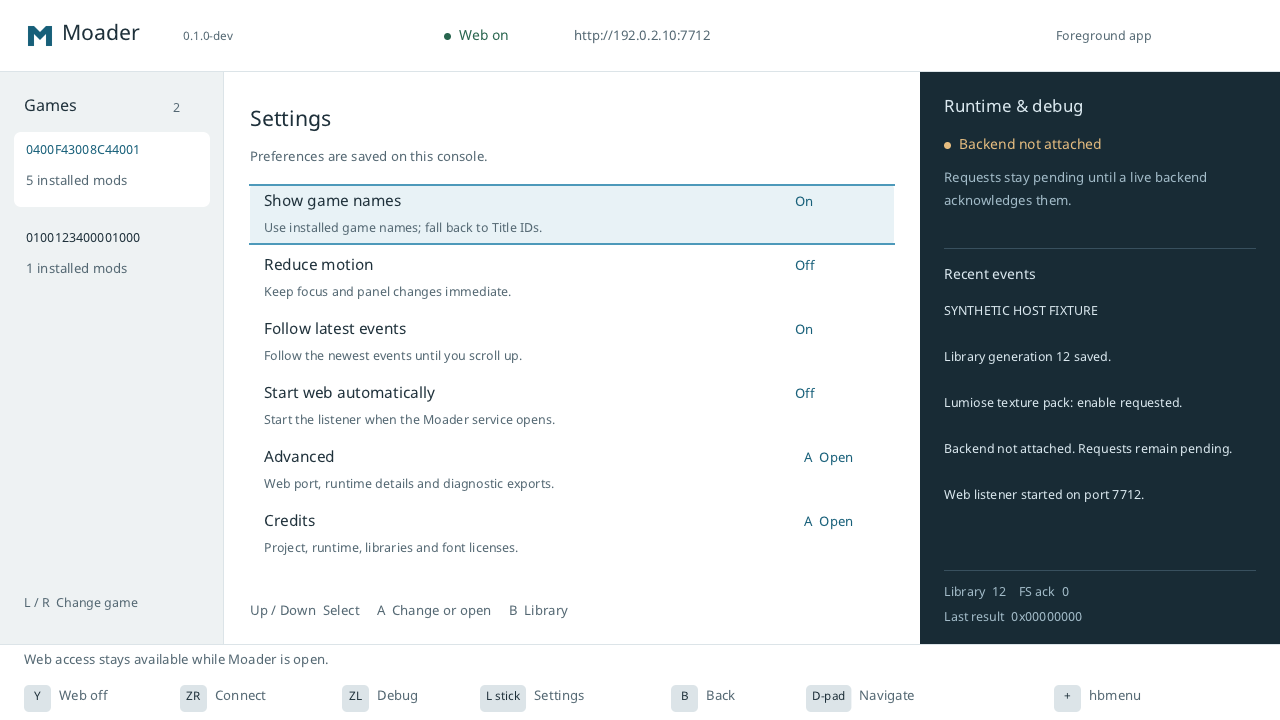 Moader
0.1.0-dev
Web on
http://192.0.2.10:7712
Foreground app
Games
2
0400F43008C44001
5 installed mods
0100123400001000
1 installed mods
L / R Change game
Settings
Preferences are saved on this console.
Show game names
On
Use installed game names; fall back to Title IDs.
Reduce motion
Off
Keep focus and panel changes immediate.
Follow latest events
On
Follow the newest events until you scroll up.
Start web automatically
Off
Start the listener when the Moader service opens.
Advanced
A Open
Web port, runtime details and diagnostic exports.
Credits
A Open
Project, runtime, libraries and font licenses.
Up / Down Select A Change or open B Library
Runtime & debug
Backend not attached
Requests stay pending until a live backend
acknowledges them.
Recent events
SYNTHETIC HOST FIXTURE
Library generation 12 saved.
Lumiose texture pack: enable requested.
Backend not attached. Requests remain pending.
Web listener started on port 7712.
Library 12 FS ack 0
Last result 0x00000000
Web access stays available while Moader is open.
Y Web off ZR Connect ZL Debug L stick Settings B Back D-pad Navigate + hbmenu